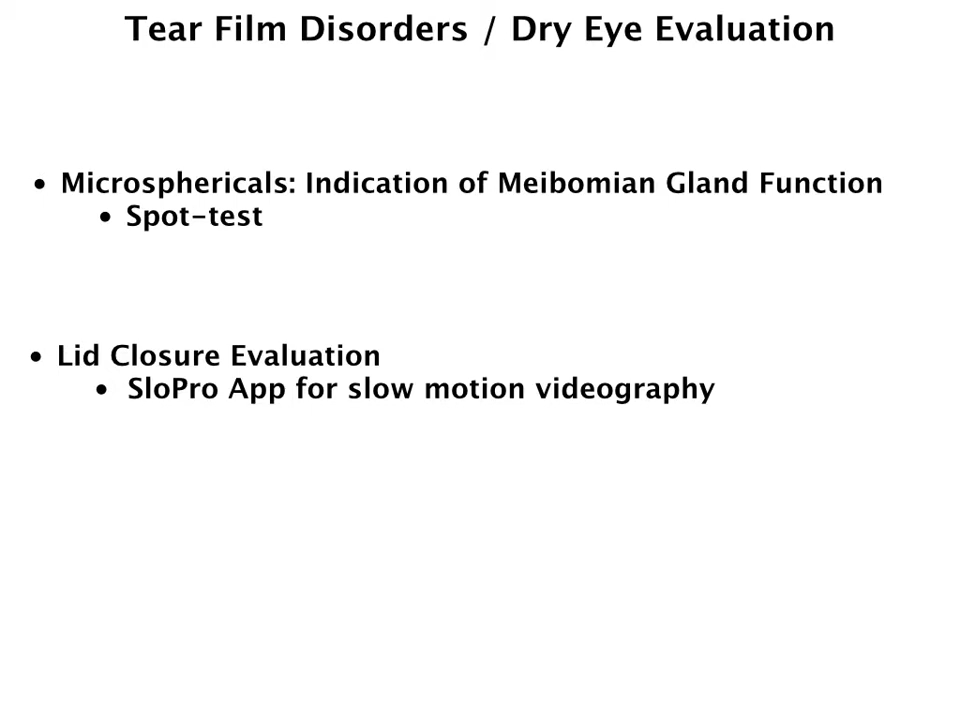 Tear Film Disorders / Dry Eye Evaluation
• Microsphericals: Indication of Meibomian Gland Function
• Spot-test
• Lid Closure Evaluation
• SloPro App for slow motion videography